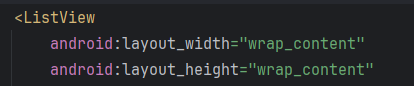 <ListView
android:layout_width="wrap_content"
android:layout_height="wrap_content"